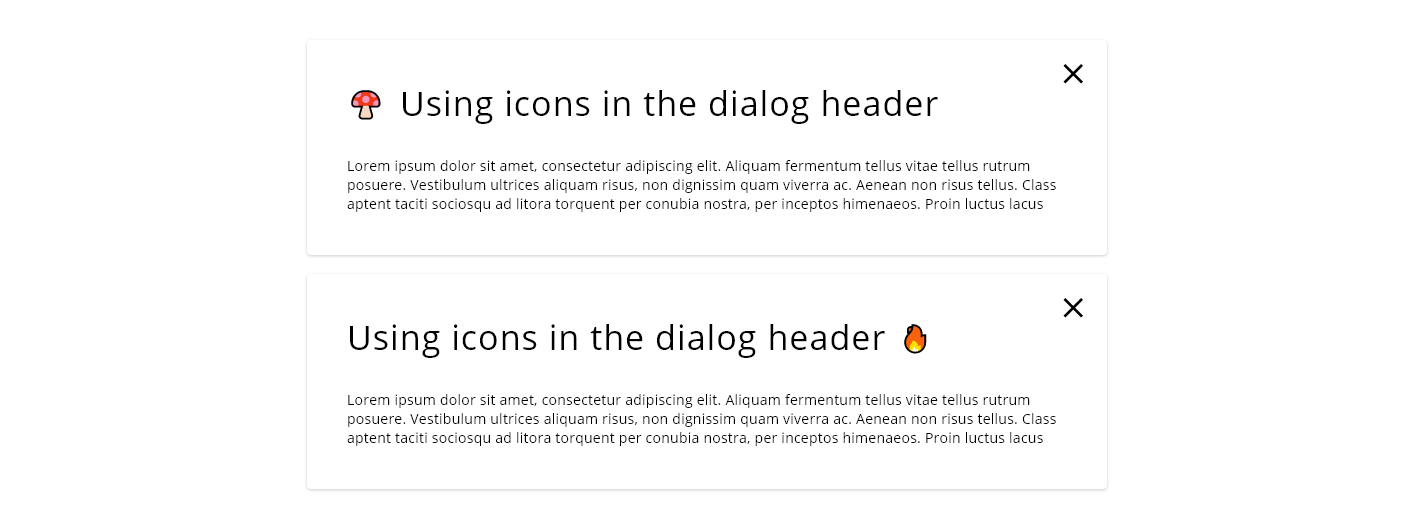 Using icons in the dialog header
Lorem ipsum dolor sit amet, consectetur adipiscing elit. Aliquam fermentum tellus vitae tellus rutrum
posuere. Vestibulum ultrices aliquam risus, non dignissim quam viverra ac. Aenean non risus tellus. Class
aptent taciti sociosqu ad litora torquent per conubia nostra, per inceptos himenaeos. Proin luctus lacus
Using icons in the dialog header
Lorem ipsum dolor sit amet, consectetur adipiscing elit. Aliquam fermentum tellus vitae tellus rutrum
posuere. Vestibulum ultrices aliquam risus, non dignissim quam viverra ac. Aenean non risus tellus. Class
aptent taciti sociosqu ad litora torquent per conubia nostra, per inceptos himenaeos. Proin luctus lacus